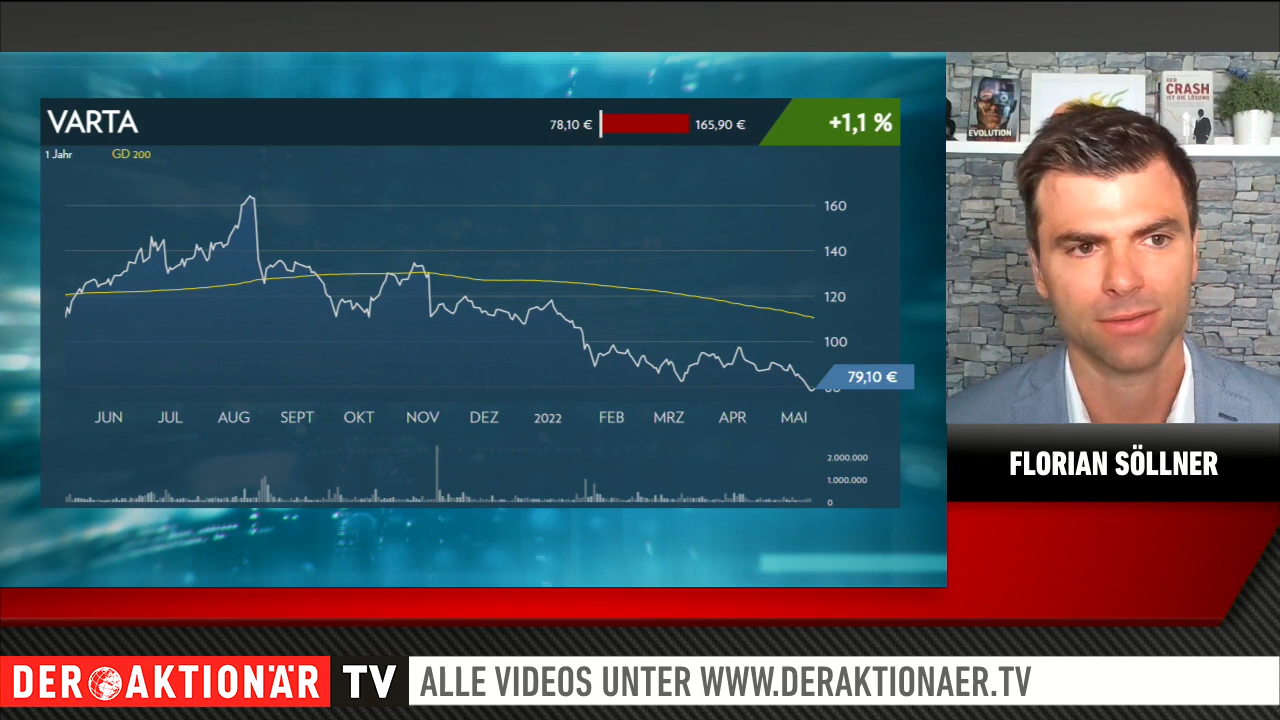 VARTA
78,10 €
165,90 €
+1,1 %
1 Jahr
GD 200
160
140
120
100
79,10 €
JUN
JUL
AUG
SEPT
OKT
NOV
DEZ
2022
FEB
MRZ
APR
MAI
2.000.000
1.000.000
0
EVOLUTION
DER
CRASH
IST DIE LÖSUNG
FLORIAN SÖLLNER
DER AKTIONÄR TV
ALLE VIDEOS UNTER WWW.DERAKTIONAER.TV